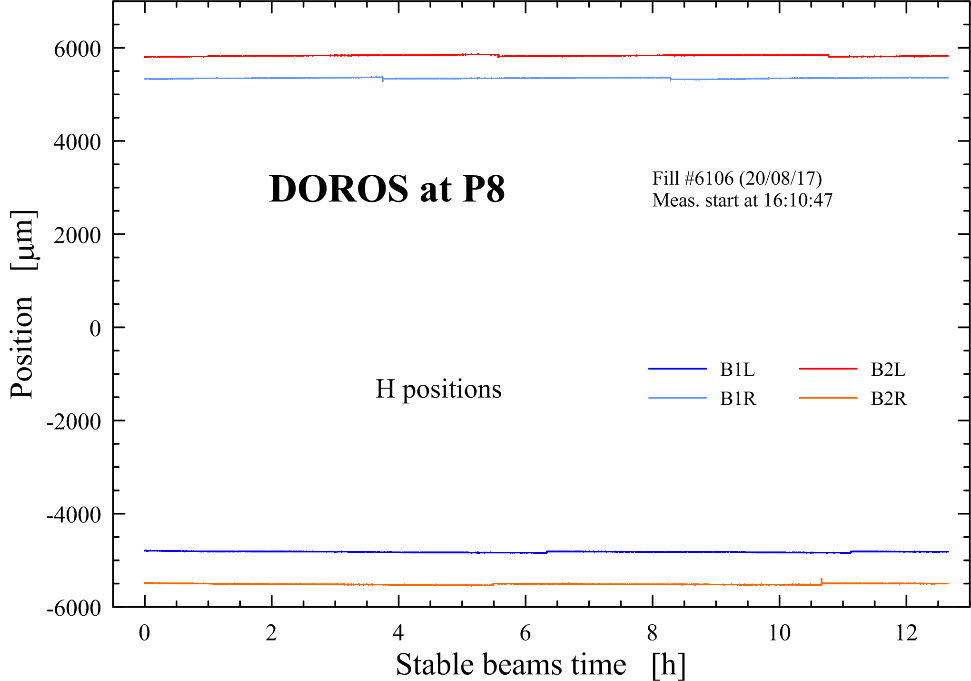 6000
4000
2000
0
-2000
-4000
-6000
Position [μm]
DOROS at P8
Fill #6106 (20/08/17)
Meas. start at 16:10:47
H positions
B1L B2L
B1R B2R
0 2 4 6 8 10 12
Stable beams time [h]